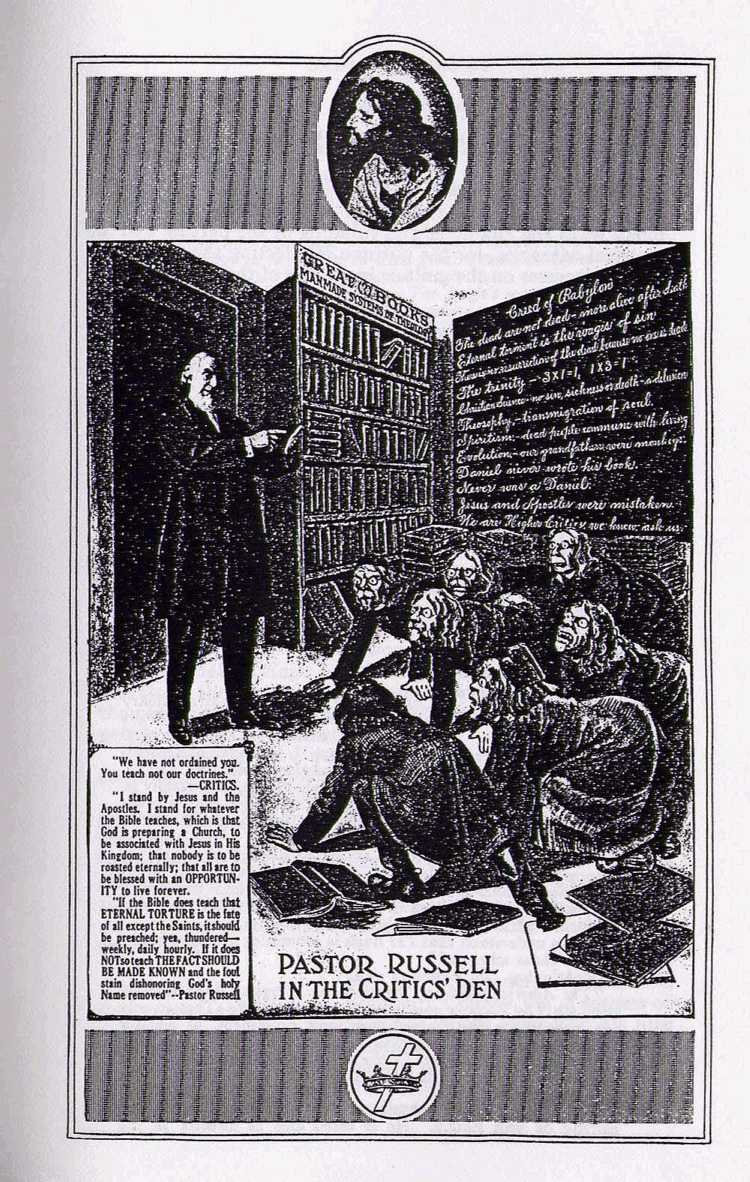 GREAT BOOKS
MANMADE SYSTEMS OF THEOLOGY
Creed of Babylon
The dead are not dead—more alive after death
Eternal torment is the wages of sin
There is no resurrection of the dead because no one is dead
The trinity — 3X1=1, 1X3=1
Christian Science—no sin, sickness or death—a delusion
Theosophy,—transmigration of soul.
Spiritism:—dead people commune with living
Evolution,—our grandfathers were monkeys.
Daniel never wrote his book.
Never was a Daniel.
Jesus and Apostles were mistaken.
We are Higher Critics, we know, ask us.
"We have not ordained you.
You teach not our doctrines."
—CRITICS.
"I stand by Jesus and the
Apostles. I stand for whatever
the Bible teaches, which is that
God is preparing a Church, to
be associated with Jesus in His
Kingdom; that nobody is to be
roasted eternally; that all are to
be blessed with an OPPORTUN-
ITY to live forever.
"If the Bible does teach that
ETERNAL TORTURE is the fate
of all except the Saints, it should
be preached; yea, thundered—
weekly, daily hourly. If it does
NOT so teach THE FACT SHOULD
BE MADE KNOWN and the foul
stain dishonoring God's holy
Name removed"--Pastor Russell
PASTOR RUSSELL
IN THE CRITICS' DEN